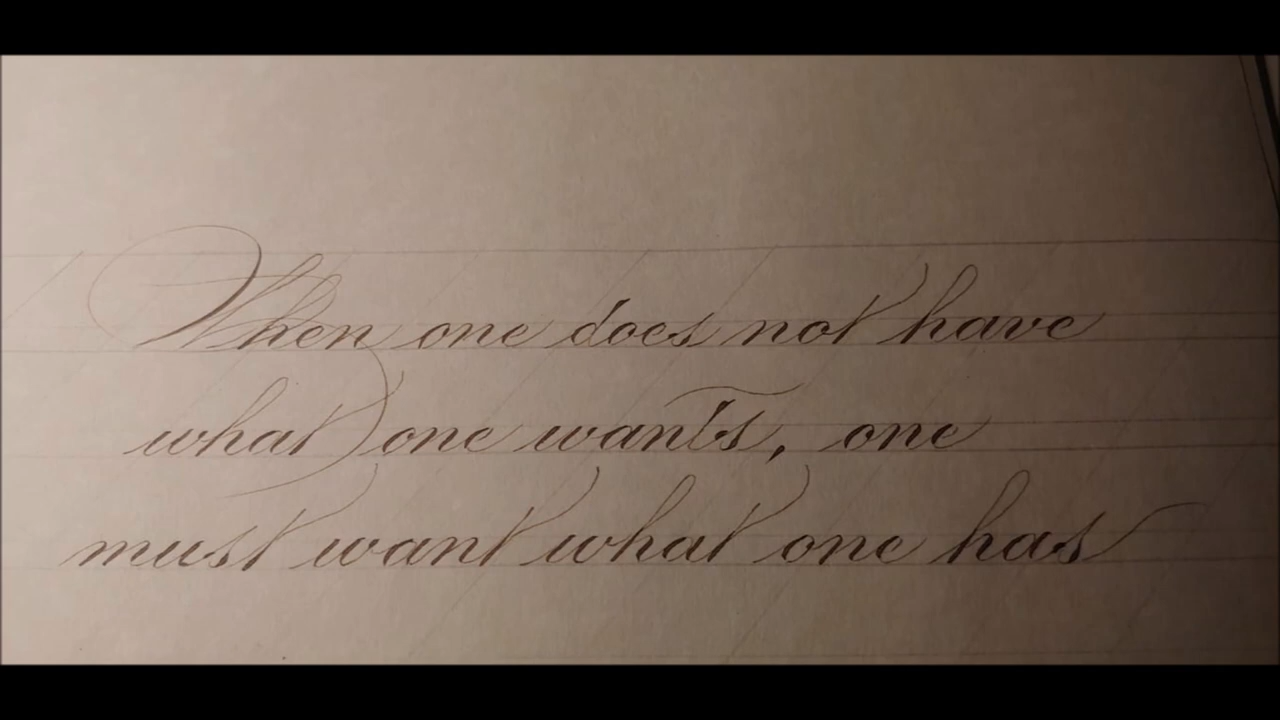 When one does not have
what one wants, one
must want what one has